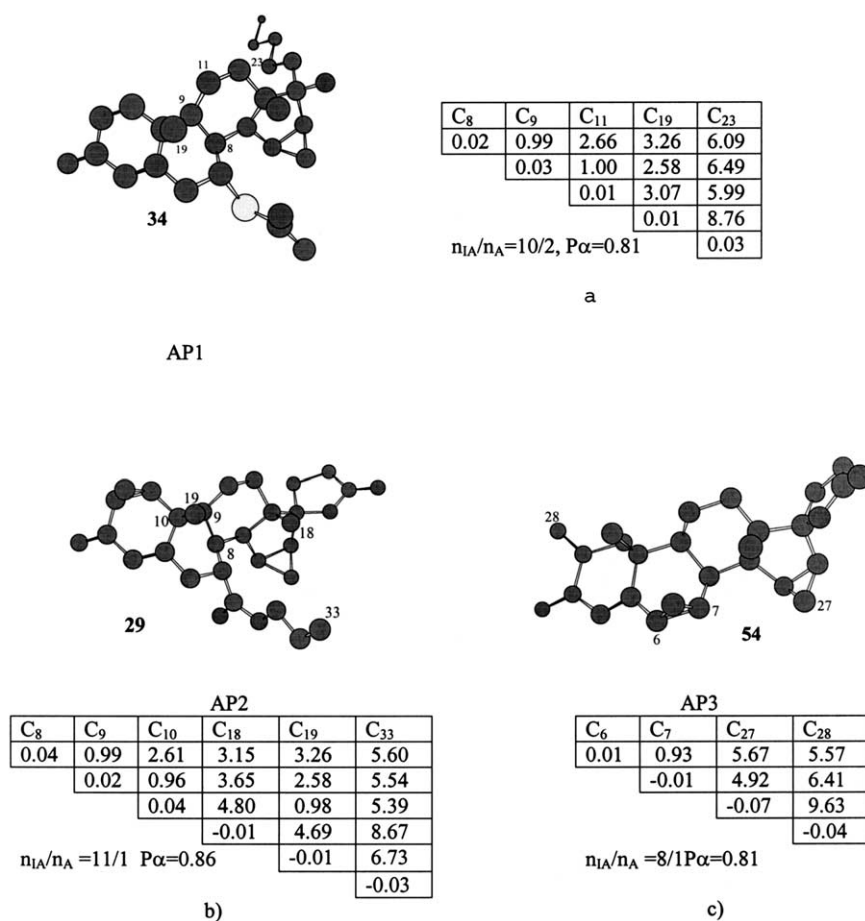 11
23
9
19
8
34
C8 C9 C11 C19 C23
0.02 0.99 2.66 3.26 6.09
0.03 1.00 2.58 6.49
0.01 3.07 5.99
0.01 8.76
nIA/nA=10/2, Pα=0.81 0.03
a
AP1
19
9
10
18
8
33
29
28
6
7
27
54
AP2
C8 C9 C10 C18 C19 C33
0.04 0.99 2.61 3.15 3.26 5.60
0.02 0.96 3.65 2.58 5.54
0.04 4.80 0.98 5.39
-0.01 4.69 8.67
nIA/nA =11/1 Pα=0.86 -0.01 6.73
-0.03
b)
AP3
C6 C7 C27 C28
0.01 0.93 5.67 5.57
-0.01 4.92 6.41
-0.07 9.63
-0.04
nIA/nA =8/1Pα=0.81
c)